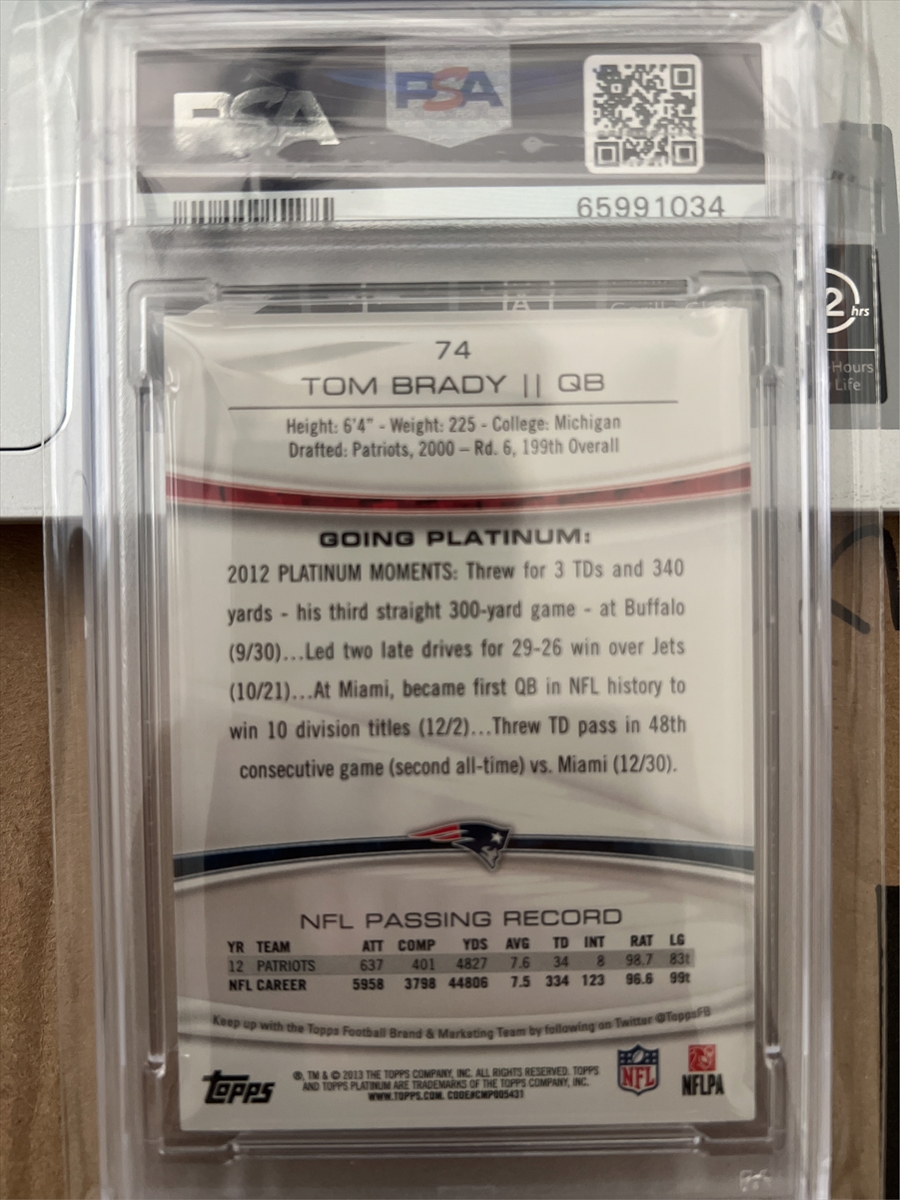 PSA
PSA
65991034
2 hrs
-Hours
Life
74
TOM BRADY || QB
Height: 6'4" - Weight: 225 - College: Michigan
Drafted: Patriots, 2000 – Rd. 6, 199th Overall
GOING PLATINUM:
2012 PLATINUM MOMENTS: Threw for 3 TDs and 340
yards - his third straight 300-yard game - at Buffalo
(9/30)...Led two late drives for 29-26 win over Jets
(10/21)...At Miami, became first QB in NFL history to
win 10 division titles (12/2)...Threw TD pass in 48th
consecutive game (second all-time) vs. Miami (12/30).
NFL PASSING RECORD
YR TEAM ATT COMP YDS AVG TD INT RAT LG
12 PATRIOTS 637 401 4827 7.6 34 8 98.7 83t
NFL CAREER 5958 3798 44806 7.5 334 123 96.6 99t
Keep up with the Topps Football Brand & Marketing Team by following on Twitter @ToppsFB
topps
®, TM & © 2013 THE TOPPS COMPANY, INC. ALL RIGHTS RESERVED. TOPPS
AND TOPPS PLATINUM ARE TRADEMARKS OF THE TOPPS COMPANY, INC.
WWW.TOPPS.COM. CODE#CMP005431
NFL
NFLPA